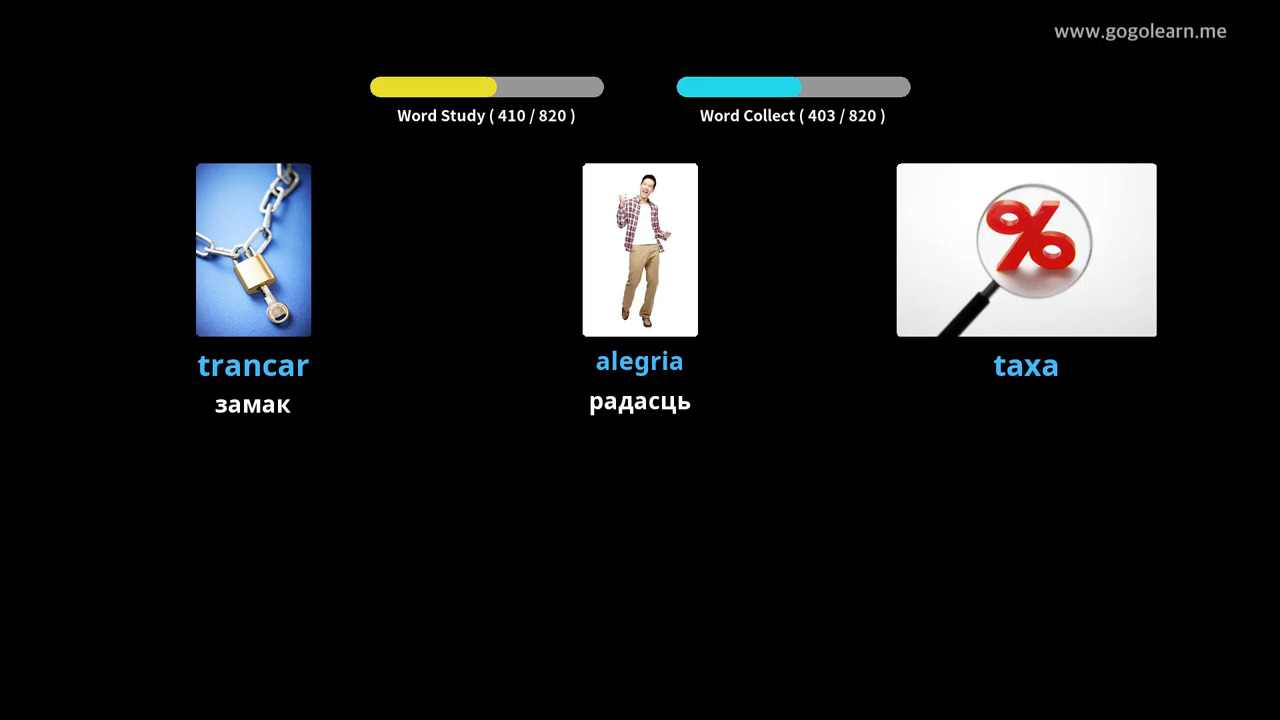 www.gogolearn.me
Word Study ( 410 / 820 )
Word Collect ( 403 / 820 )
trancar
замак
alegria
радасць
taxa